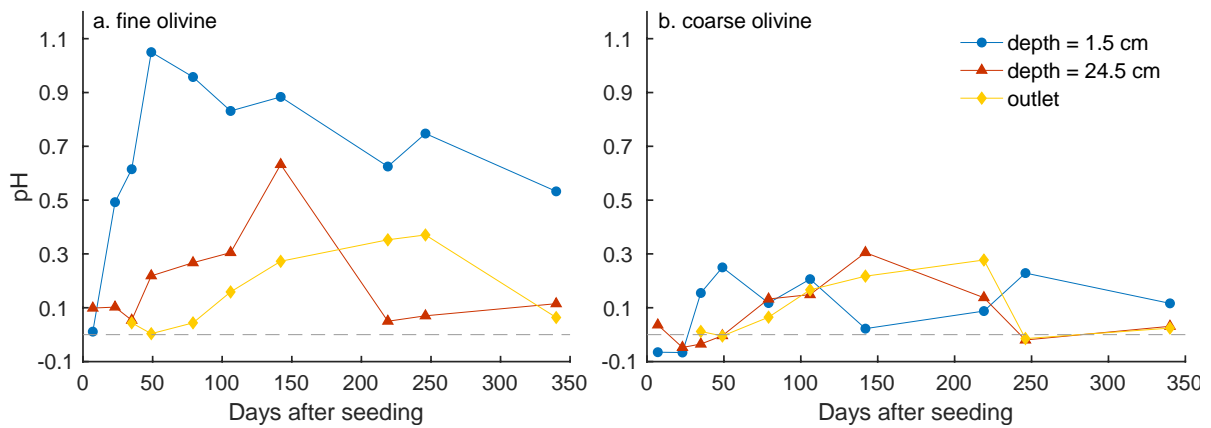 a. fine olivine
b. coarse olivine
1.1
0.9
0.7
0.5
0.3
0.1
-0.1
pH
0 50 100 150 200 250 300 350
Days after seeding
1.1
0.9
0.7
0.5
0.3
0.1
-0.1
0 50 100 150 200 250 300 350
Days after seeding
depth = 1.5 cm
depth = 24.5 cm
outlet